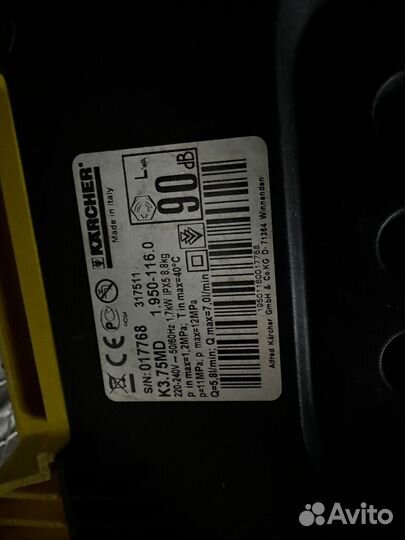 KÄRCHER
Made in Italy
LWA
90 dB
S/N: 017768 317511
K3.75MD 1.950-116.0
220-240V ~ 50/60Hz 1,7kW IPX5 8,8kg
p in max=1,2MPa; T in max=40°C
p=11MPa; p max=12MPa
Q=5,8l/min; Q max=7,0l/min
19501160017768
Alfred Kärcher GmbH & Co.KG D- 71364 Winnenden
Avito